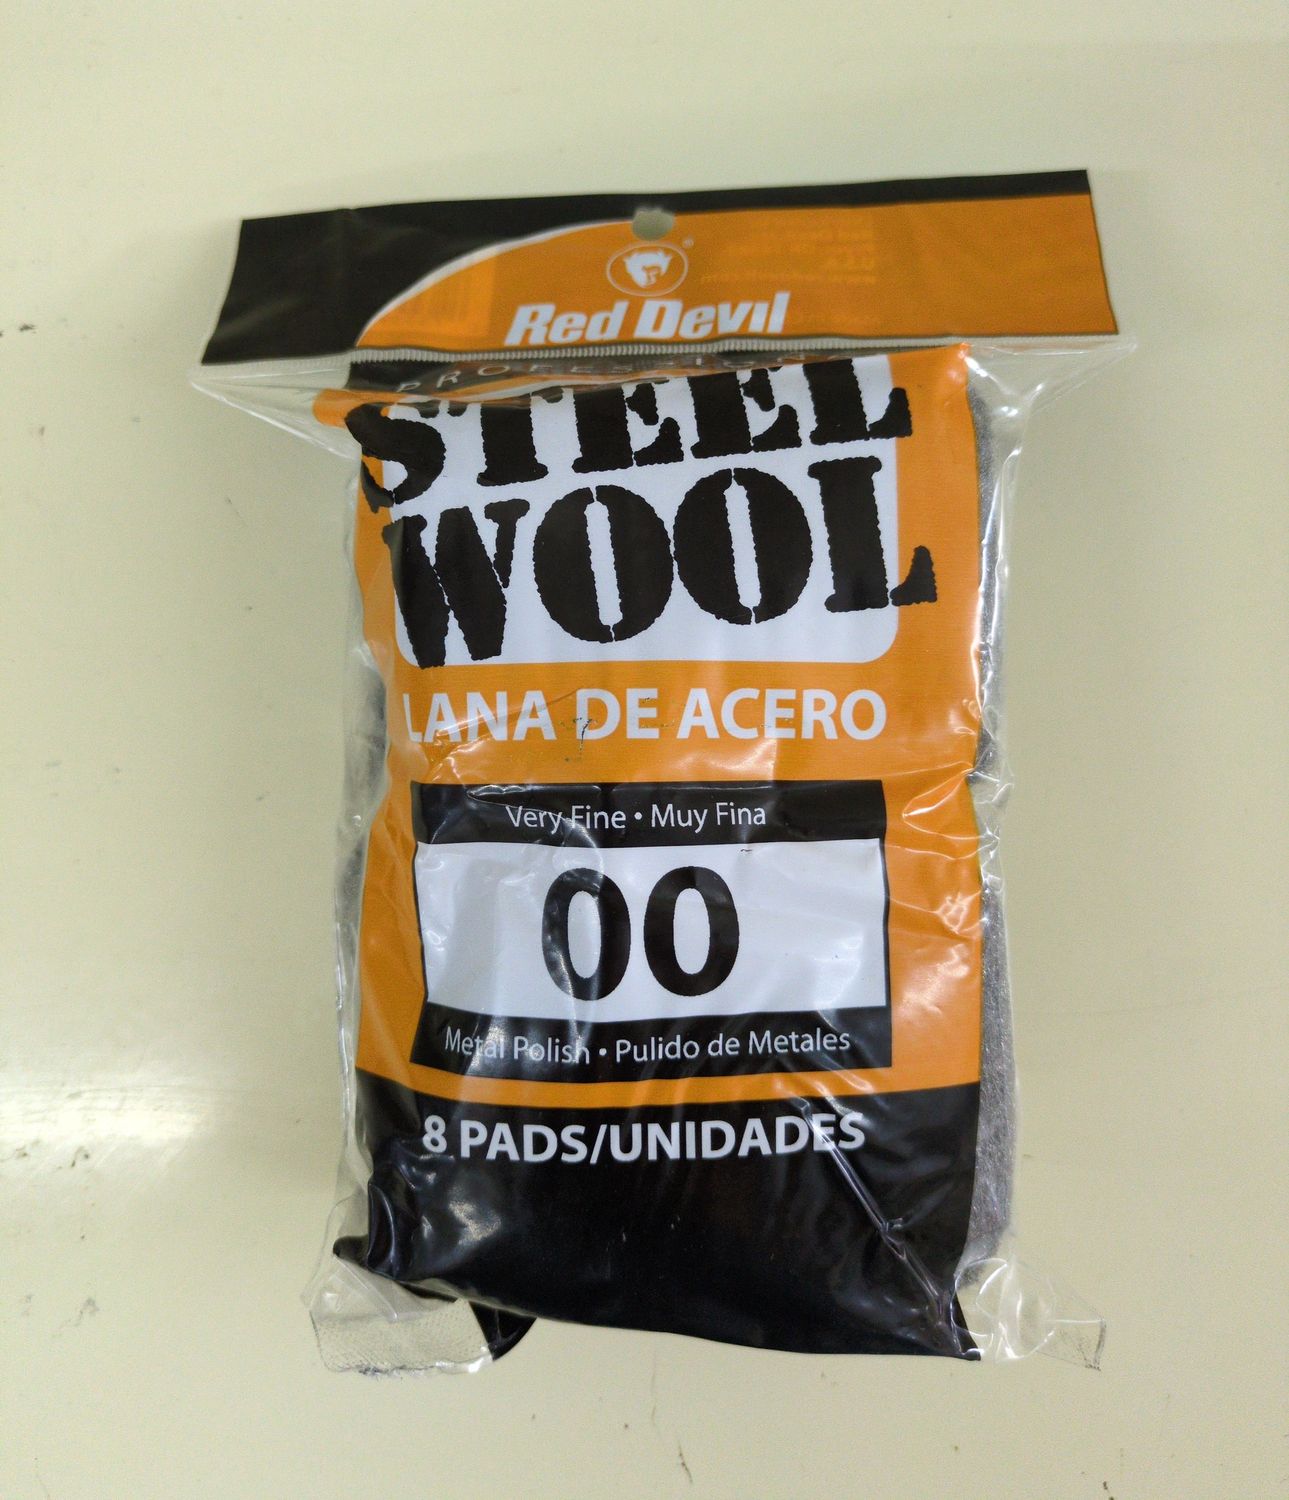 Red Devil
STEEL
WOOL
LANA DE ACERO
Very Fine • Muy Fina
00
Metal Polish • Pulido de Metales
8 PADS/UNIDADES